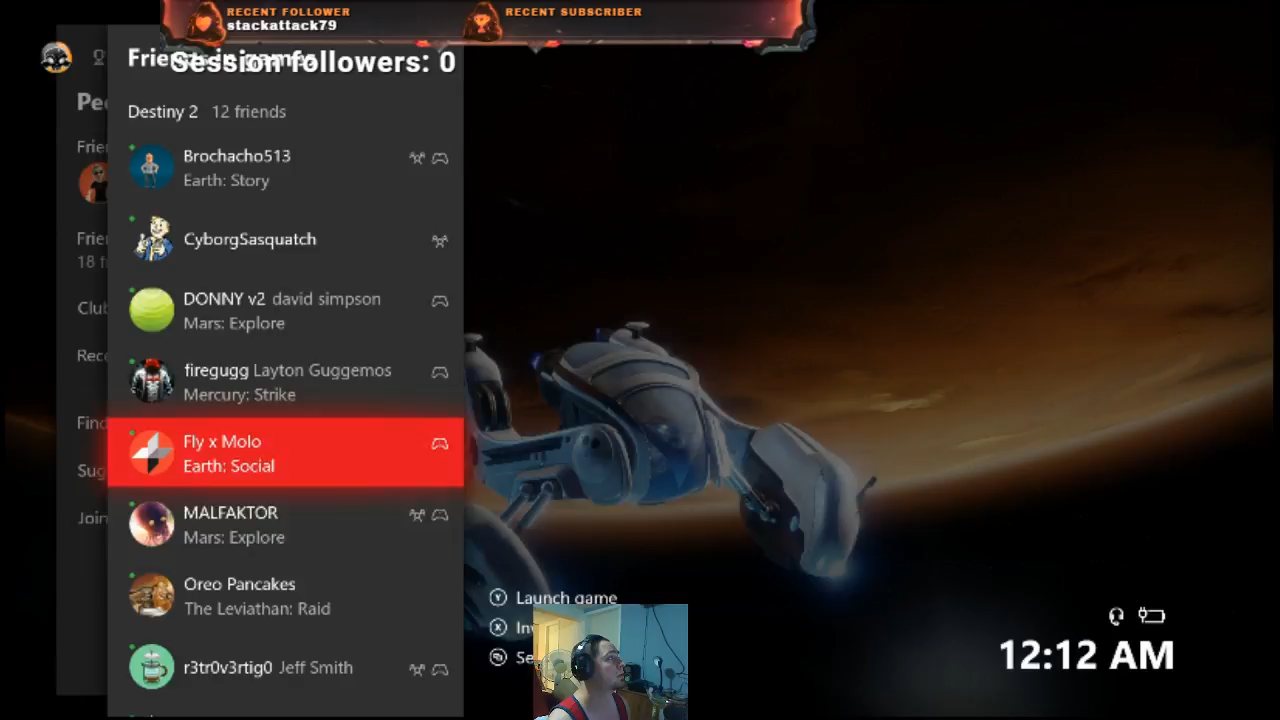 RECENT FOLLOWER
stackattack79
RECENT SUBSCRIBER
Session followers: 0
Destiny 2 12 friends
Brochacho513
Earth: Story
CyborgSasquatch
DONNY v2 david simpson
Mars: Explore
firegugg Layton Guggemos
Mercury: Strike
Fly x Molo
Earth: Social
MALFAKTOR
Mars: Explore
Oreo Pancakes
The Leviathan: Raid
r3tr0v3rtig0 Jeff Smith
Y Launch game
X
12:12 AM